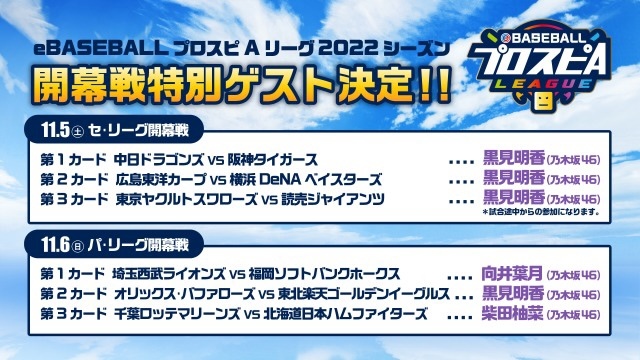 eBASEBALL プロスピ A リーグ 2022 シーズン
開幕戦特別ゲスト決定!!
eBASEBALL
プロスピA
LEAGUE
11.5(土) セ・リーグ開幕戦
第1カード 中日ドラゴンズ VS 阪神タイガース .... 黒見明香(乃木坂46)
第2カード 広島東洋カープ VS 横浜 DeNA ベイスターズ .... 黒見明香(乃木坂46)
第3カード 東京ヤクルトスワローズ VS 読売ジャイアンツ .... 黒見明香(乃木坂46)
*試合途中からの参加になります。
11.6(日) パ・リーグ開幕戦
第1カード 埼玉西武ライオンズ VS 福岡ソフトバンクホークス .... 向井葉月(乃木坂46)
第2カード オリックス・バファローズ VS 東北楽天ゴールデンイーグルス ... 黒見明香(乃木坂46)
第3カード 千葉ロッテマリーンズ VS 北海道日本ハムファイターズ .... 柴田柚菜(乃木坂46)